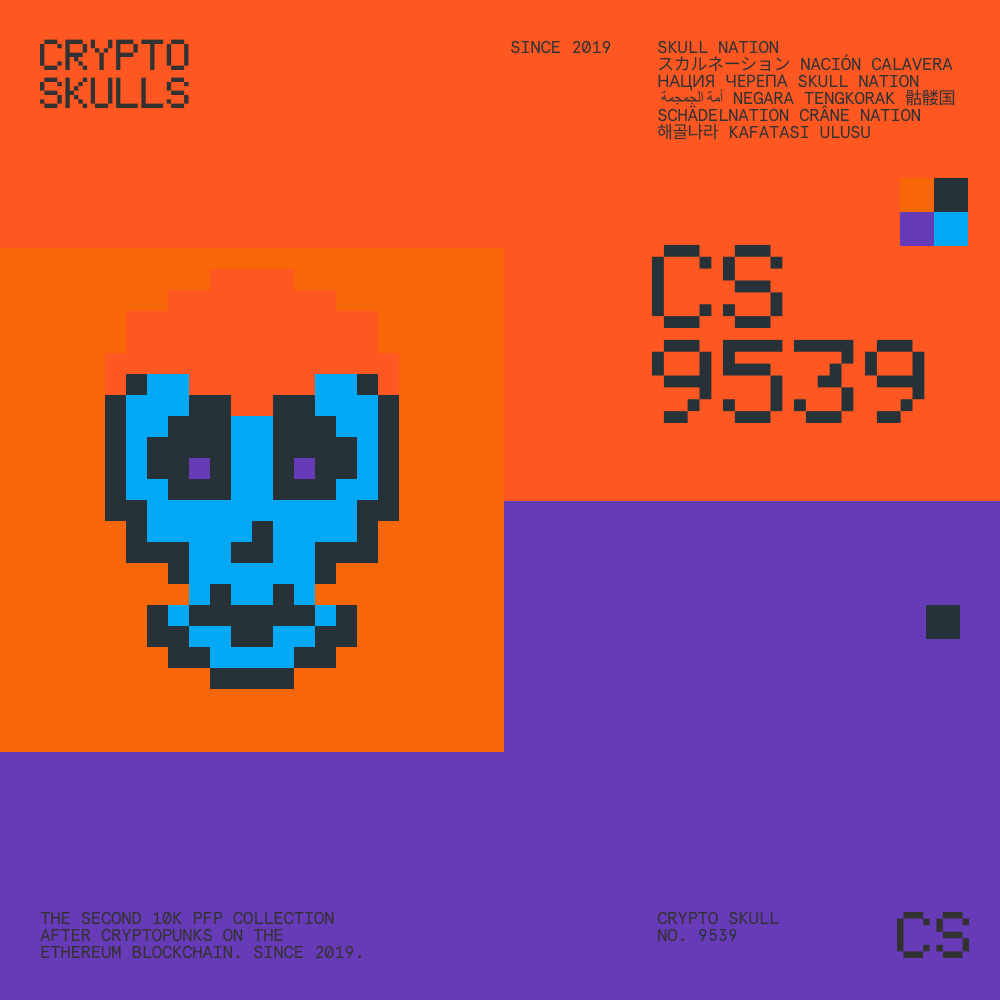 CRYPTO
SKULLS
SINCE 2019
SKULL NATION
スカルネーション NACIÓN CALAVERA
НАЦИЯ ЧЕРЕПА SKULL NATION
أمة الجمجمة NEGARA TENGKORAK 骷髅国
SCHÄDELNATION CRÂNE NATION
해골나라 KAFATASI ULUSU
CS
9539
THE SECOND 10K PFP COLLECTION
AFTER CRYPTOPUNKS ON THE
ETHEREUM BLOCKCHAIN. SINCE 2019.
CRYPTO SKULL
NO. 9539
CS